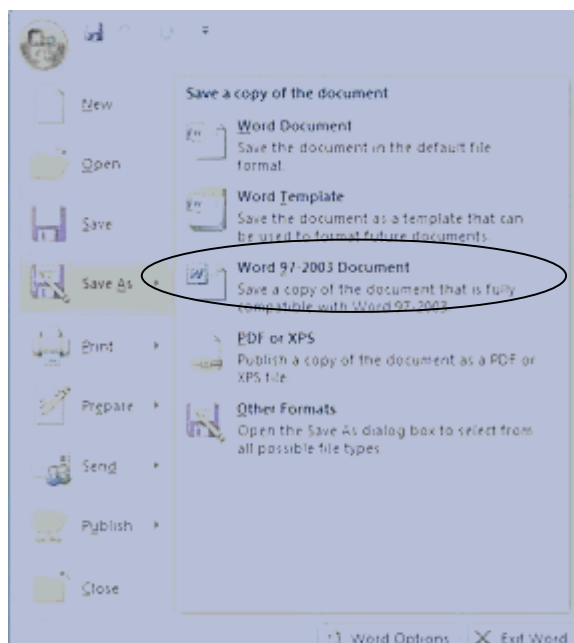 New
Open
Save
Save As
Print
Prepare
Send
Publish
Close
Save a copy of the document
Word Document
Save the document in the default file
format.
Word Template
Save the document as a template that can
be used to format future documents.
Word 97-2003 Document
Save a copy of the document that is fully
compatible with Word 97-2003.
PDF or XPS
Publish a copy of the document as a PDF or
XPS file.
Other Formats
Open the Save As dialog box to select from
all possible file types.
Word Options
Exit Word